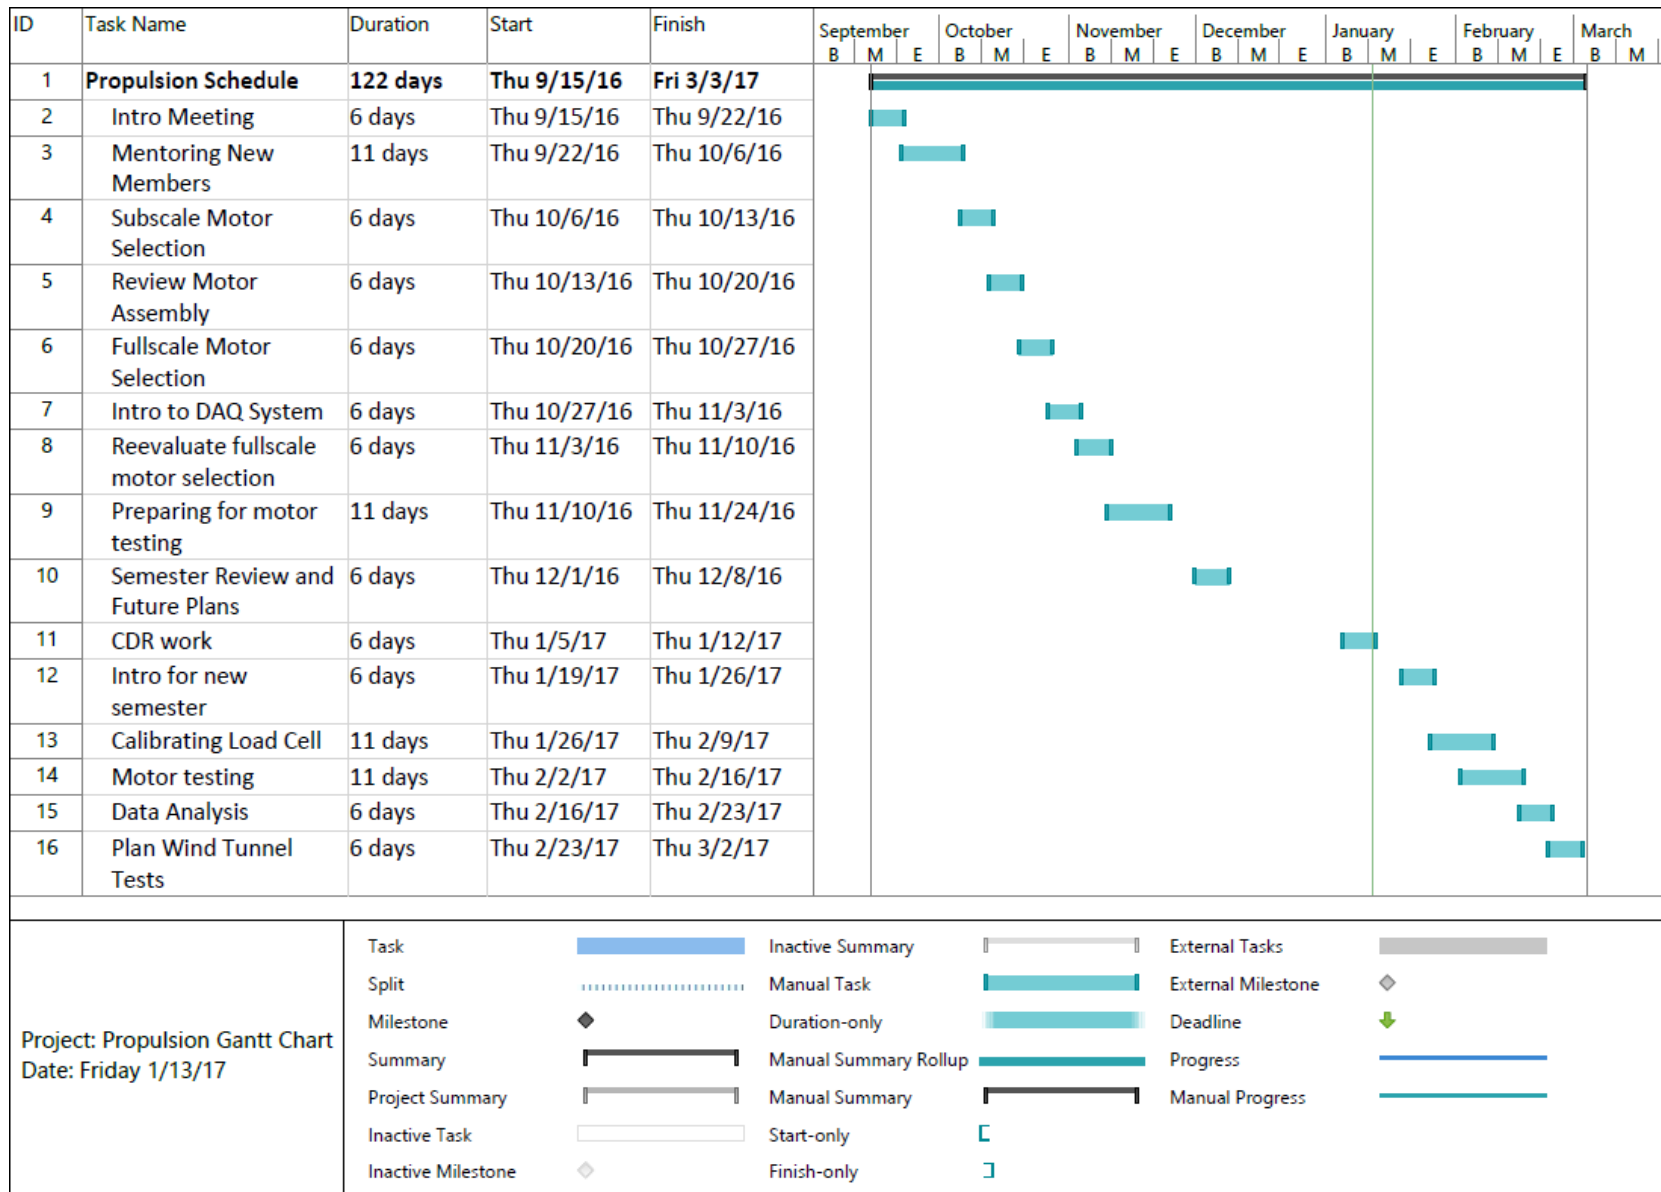 ID Task Name Duration Start Finish
September October November December January February March
B M E B M E B M E B M E B M E B M E B M
1 Propulsion Schedule 122 days Thu 9/15/16 Fri 3/3/17
2 Intro Meeting 6 days Thu 9/15/16 Thu 9/22/16
3 Mentoring New 11 days Thu 9/22/16 Thu 10/6/16
Members
4 Subscale Motor 6 days Thu 10/6/16 Thu 10/13/16
Selection
5 Review Motor 6 days Thu 10/13/16 Thu 10/20/16
Assembly
6 Fullscale Motor 6 days Thu 10/20/16 Thu 10/27/16
Selection
7 Intro to DAQ System 6 days Thu 10/27/16 Thu 11/3/16
8 Reevaluate fullscale 6 days Thu 11/3/16 Thu 11/10/16
motor selection
9 Preparing for motor 11 days Thu 11/10/16 Thu 11/24/16
testing
10 Semester Review and 6 days Thu 12/1/16 Thu 12/8/16
Future Plans
11 CDR work 6 days Thu 1/5/17 Thu 1/12/17
12 Intro for new 6 days Thu 1/19/17 Thu 1/26/17
semester
13 Calibrating Load Cell 11 days Thu 1/26/17 Thu 2/9/17
14 Motor testing 11 days Thu 2/2/17 Thu 2/16/17
15 Data Analysis 6 days Thu 2/16/17 Thu 2/23/17
16 Plan Wind Tunnel 6 days Thu 2/23/17 Thu 3/2/17
Tests
Project: Propulsion Gantt Chart
Date: Friday 1/13/17
Task
Split
Milestone
Summary
Project Summary
Inactive Task
Inactive Milestone
Inactive Summary
Manual Task
Duration-only
Manual Summary Rollup
Manual Summary
Start-only
Finish-only
External Tasks
External Milestone
Deadline
Progress
Manual Progress